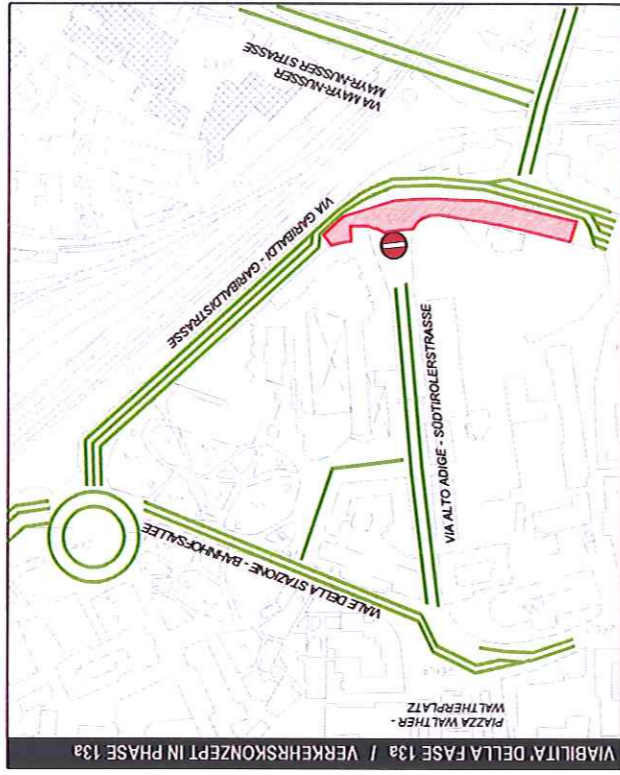 VIABILITA' DELLA FASE 13a / VERKEHRSKONZEPT IN PHASE 13a
PIAZZA WALTHER -
WALTHERPLATZ
VIALE DELLA STAZIONE - BAHNHOFSALLEE
VIA ALTO ADIGE - SÜDTIROLERSTRASSE
VIA GARIBALDI - GARIBALDISTRASSE
VIA MAYR-NUSSER
MAYR-NUSSER STRASSE